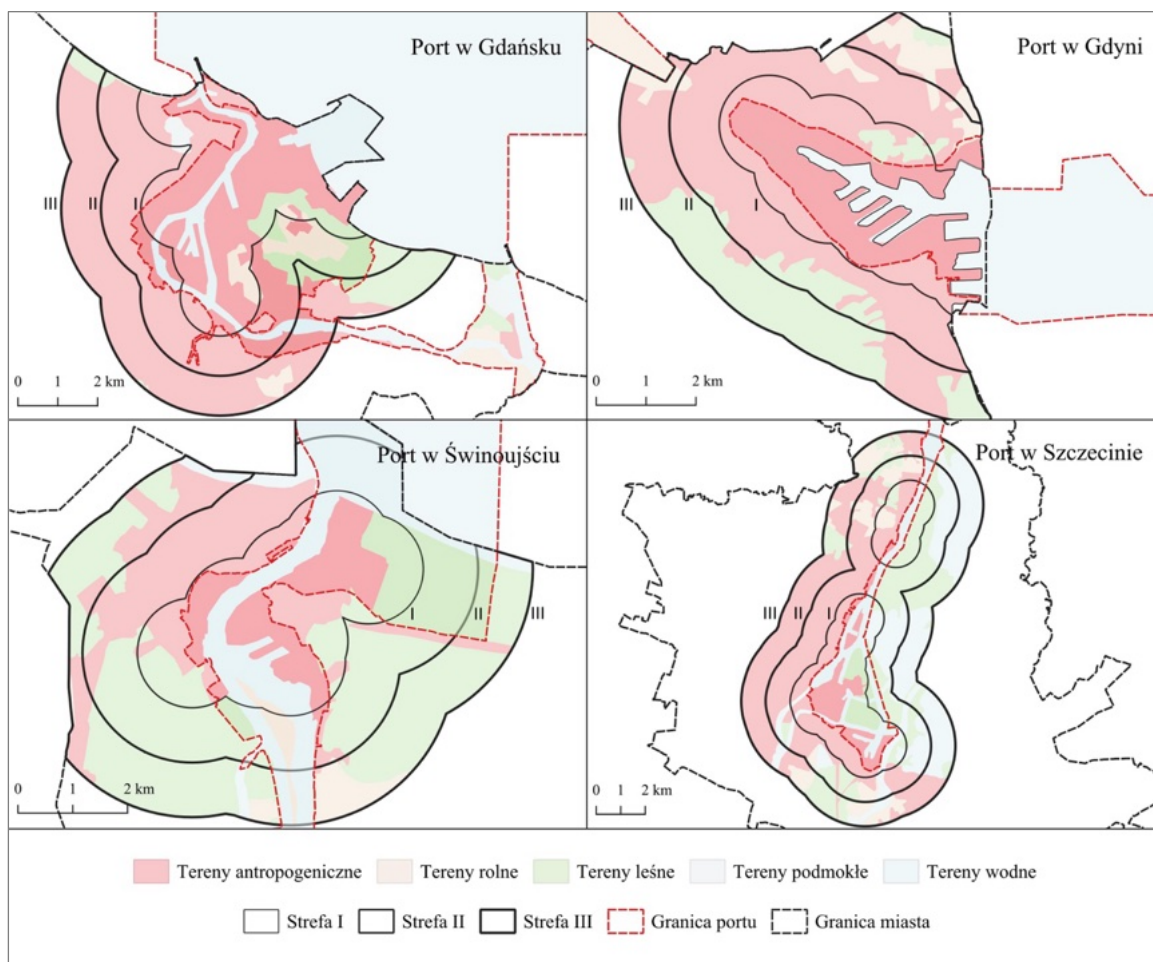 Port w Gdańsku
III II I
0 1 2 km
Port w Gdyni
III II I
0 1 2 km
Port w Świnoujściu
I II III
0 1 2 km
Port w Szczecinie
III II I
0 1 2 km
Tereny antropogeniczne Tereny rolne Tereny leśne Tereny podmokłe Tereny wodne
Strefa I Strefa II Strefa III Granica portu Granica miasta